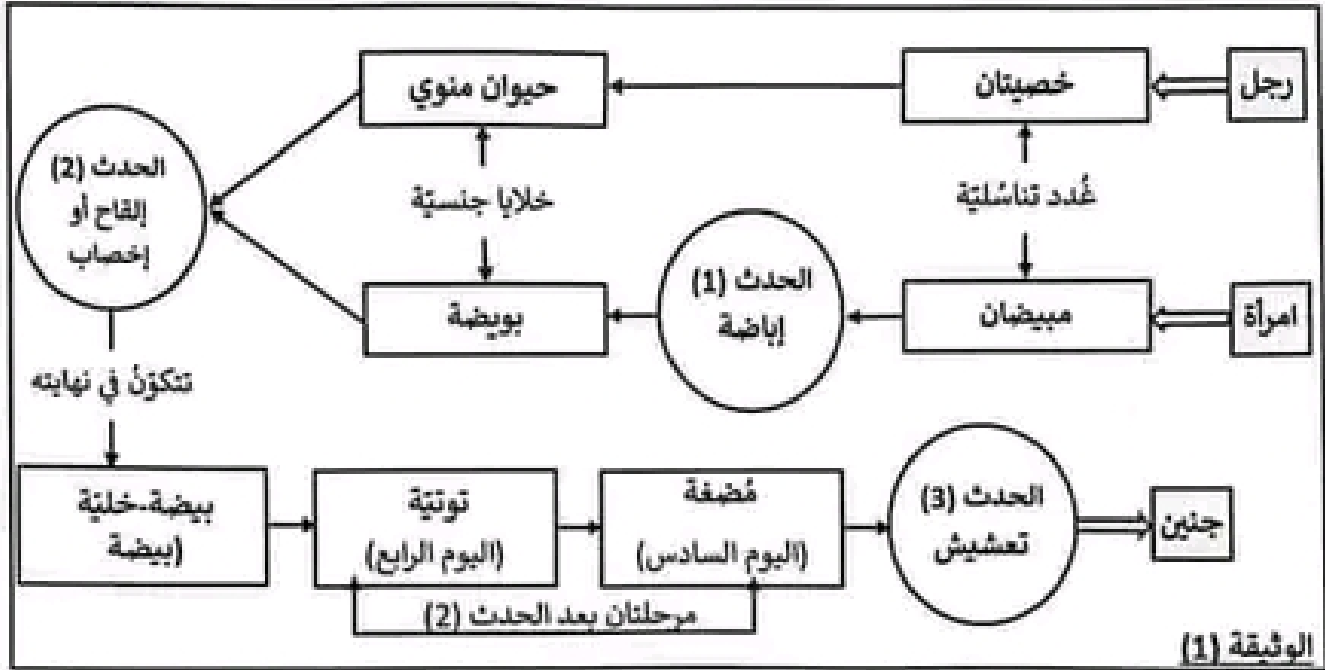 رجل
خصيتان
حيوان منوي
غُدد تناسُليّة
خلايا جنسيّة
امرأة
مبيضان
الحدث (1)
إباضة
بويضة
الحدث (2)
إلقاح أو
إخصاب
تتكوّنُ في نهايته
بيضة-خليّة
(بيضة
توتيّة
(اليوم الرابع)
مُضغة
(اليوم السادس)
مرحلتان بعد الحدث (2)
الحدث (3)
تعشيش
جنين
الوثيقة (1)